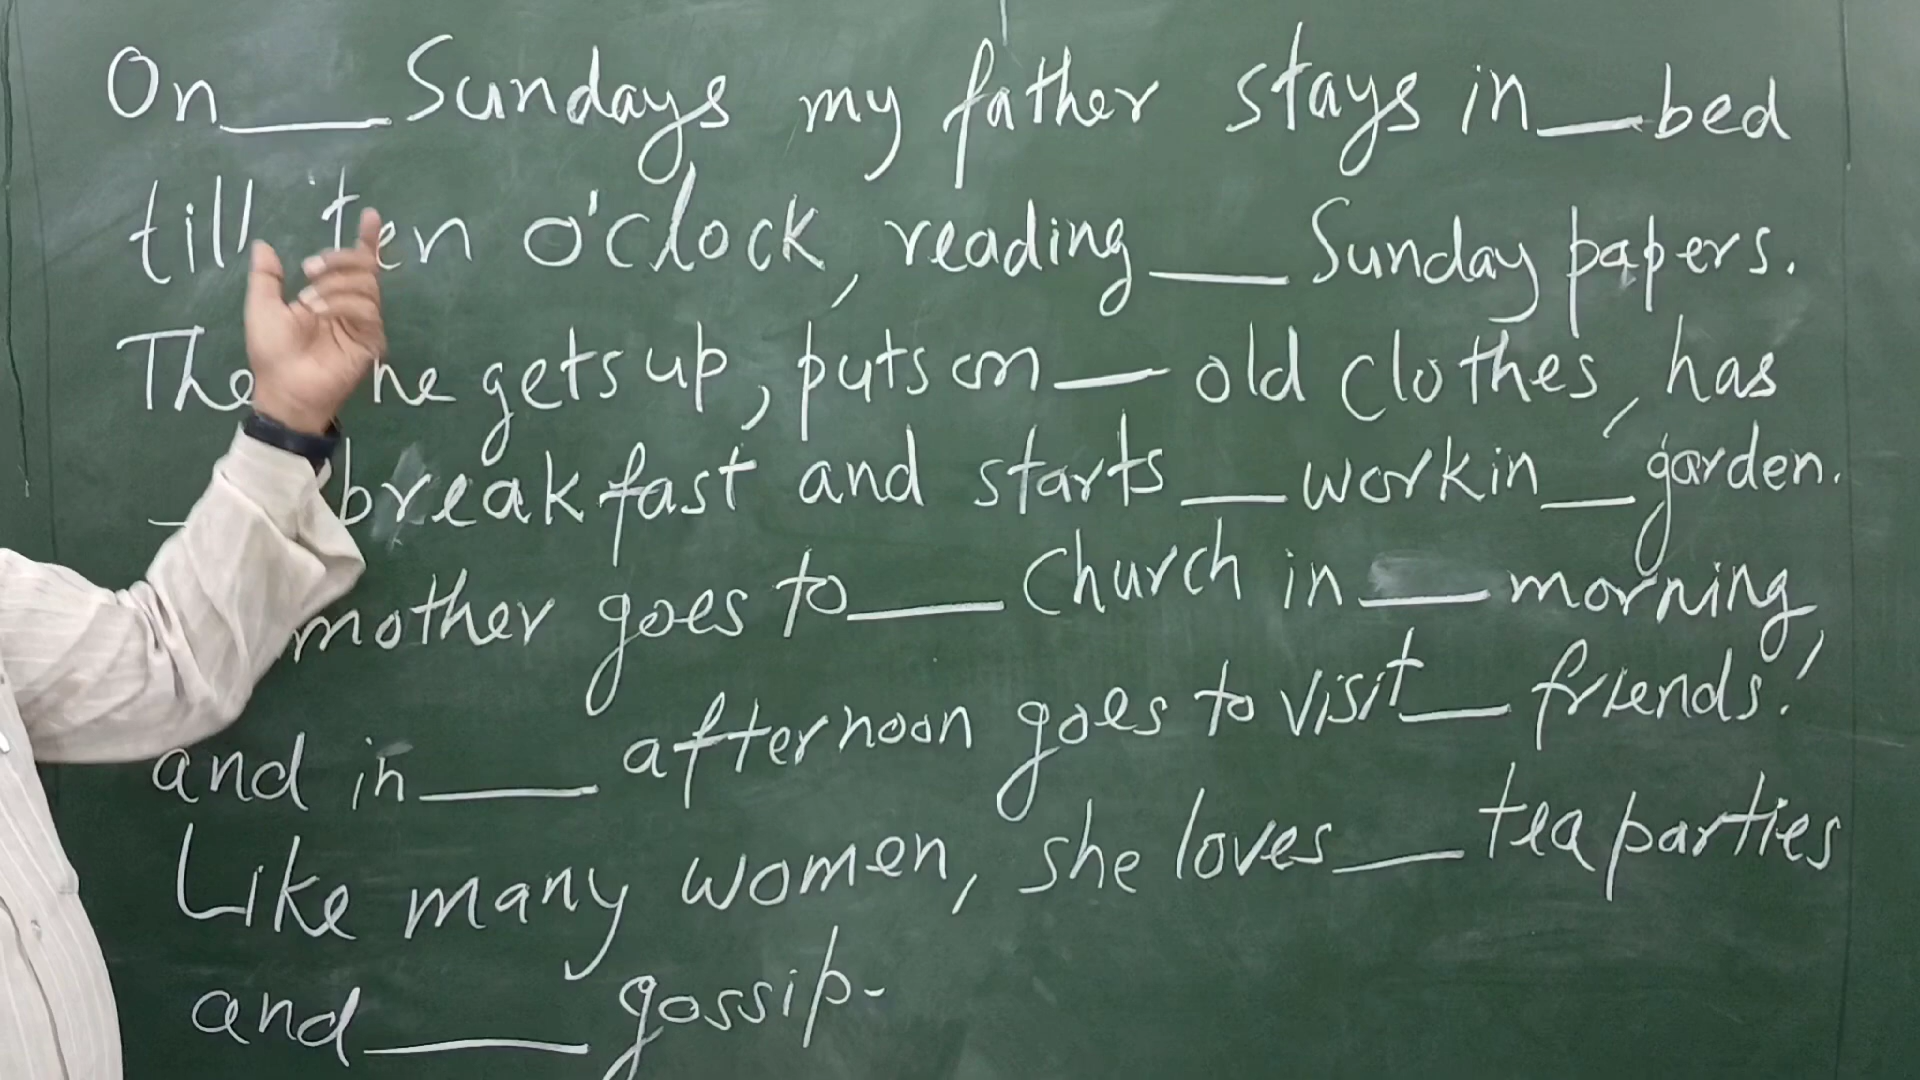 On ___ Sundays my father stays in ___ bed
till ten o'clock, reading ___ Sunday papers.
The he gets up, puts on ___ old clothes, has
___ breakfast and starts ___ work in ___ garden.
mother goes to ___ church in ___ morning,
and in ___ afternoon goes to visit ___ friends.
Like many women, she loves ___ tea parties
and ___ gossip.